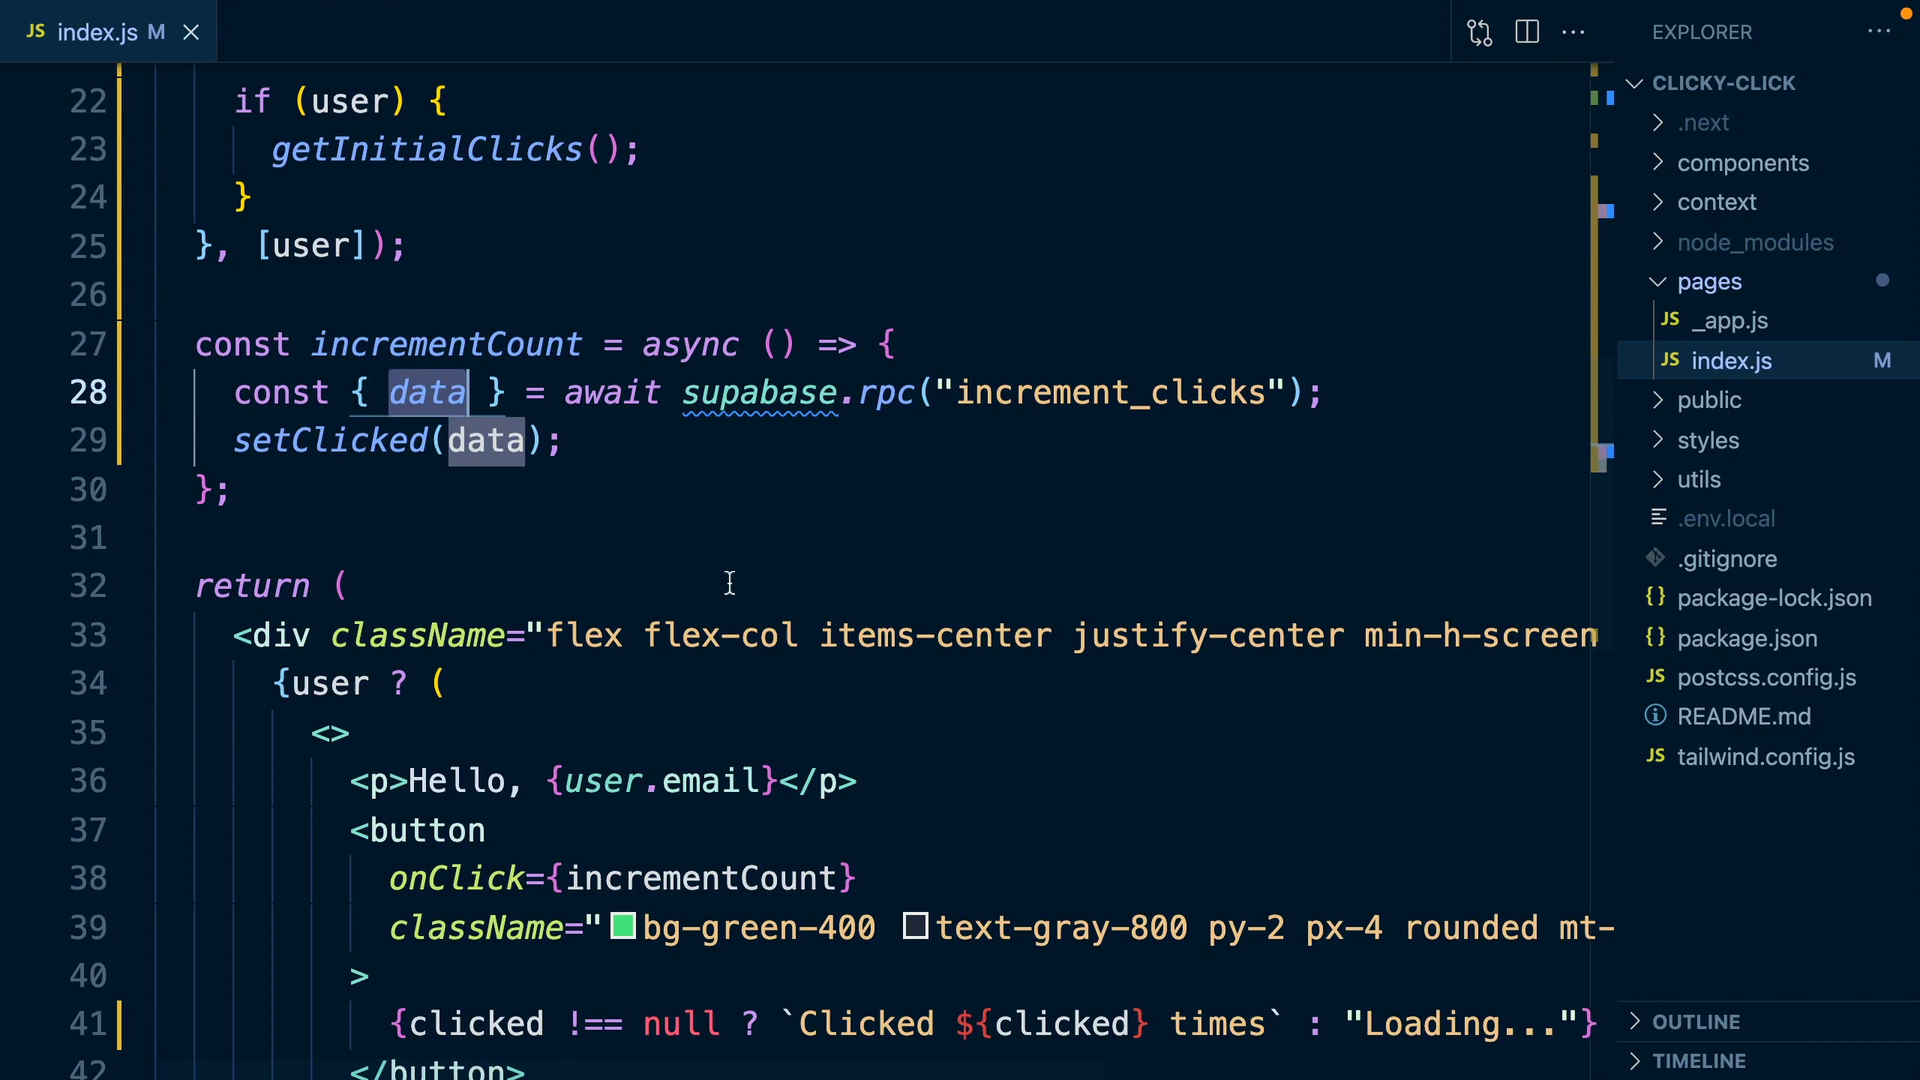 JS index.js M
22 if (user) {
23 getInitialClicks();
24 }
25 }, [user]);
26
27 const incrementCount = async () => {
28 const { data } = await supabase.rpc("increment_clicks");
29 setClicked(data);
30 };
31
32 return (
33 <div className="flex flex-col items-center justify-center min-h-screen
34 {user ? (
35 <>
36 <p>Hello, {user.email}</p>
37 <button
38 onClick={incrementCount}
39 className="bg-green-400 text-gray-800 py-2 px-4 rounded mt-
40 >
41 {clicked !== null ? `Clicked ${clicked} times` : "Loading..."}
42 </button>
EXPLORER
CLICKY-CLICK
.next
components
context
node_modules
pages
JS _app.js
JS index.js M
public
styles
utils
.env.local
.gitignore
{} package-lock.json
{} package.json
JS postcss.config.js
README.md
JS tailwind.config.js
OUTLINE
TIMELINE